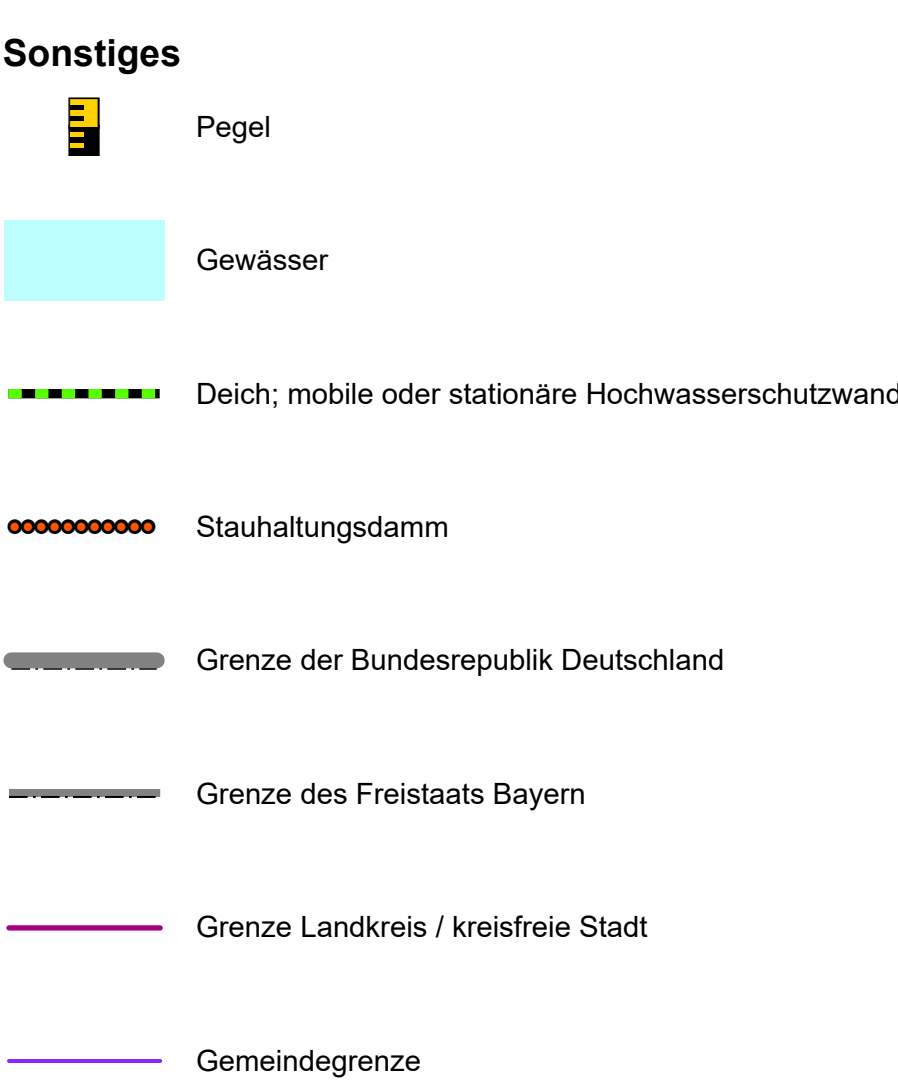 Sonstiges
Pegel
Gewässer
Deich; mobile oder stationäre Hochwasserschutzwand
Stauhaltungsdamm
Grenze der Bundesrepublik Deutschland
Grenze des Freistaats Bayern
Grenze Landkreis / kreisfreie Stadt
Gemeindegrenze